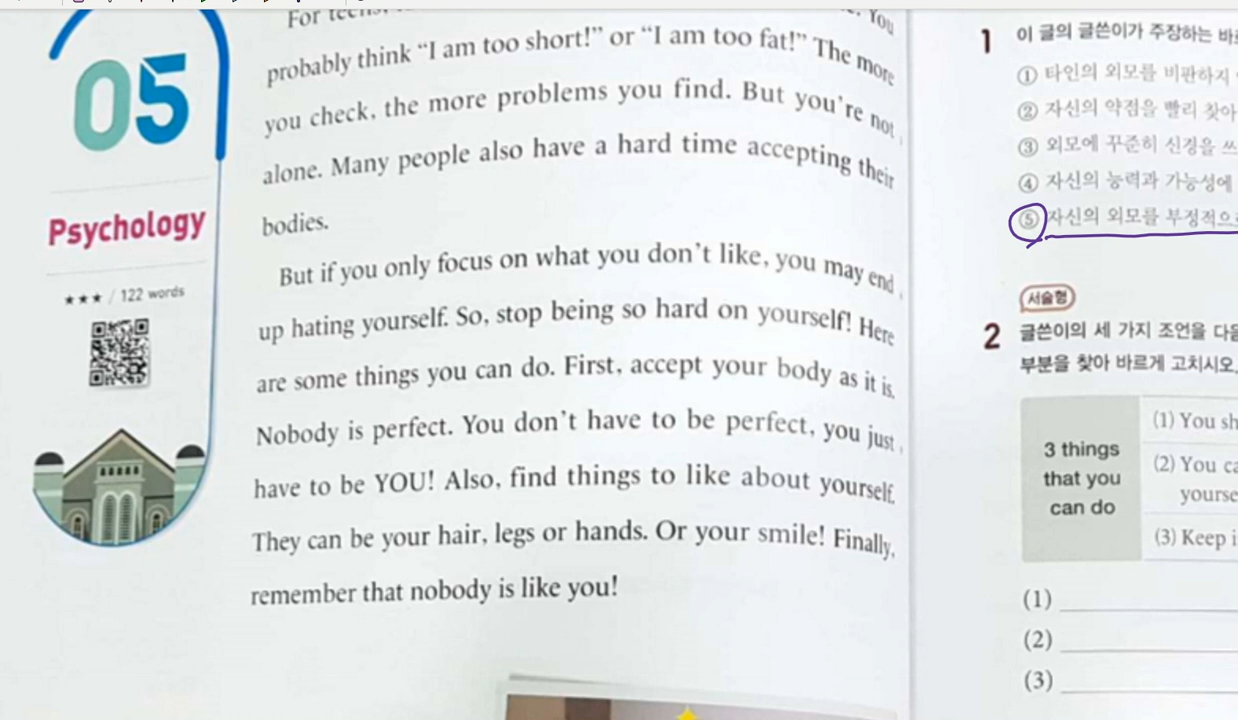 05
Psychology
★★★ / 122 words
For teens,
You
probably think “I am too short!” or “I am too fat!” The more
you check, the more problems you find. But you’re not
alone. Many people also have a hard time accepting their
bodies.
But if you only focus on what you don’t like, you may end
up hating yourself. So, stop being so hard on yourself! Here
are some things you can do. First, accept your body as it is.
Nobody is perfect. You don’t have to be perfect, you just
have to be YOU! Also, find things to like about yourself.
They can be your hair, legs or hands. Or your smile! Finally,
remember that nobody is like you!
1 이 글의 글쓴이가 주장하는
① 타인의 외모를 비판하지
② 자신의 약점을 빨리 찾아
③ 외모에 꾸준히 신경을
④ 자신의 능력과 가능성에
⑤ 자신의 외모를 부정적으
서술형
2 글쓴이의 세 가지 조언을
부분을 찾아 바르게 고치시오.
3 things
that you
can do
(1) You sh
(2) You ca
yourse
(3) Keep i
(1)
(2)
(3)